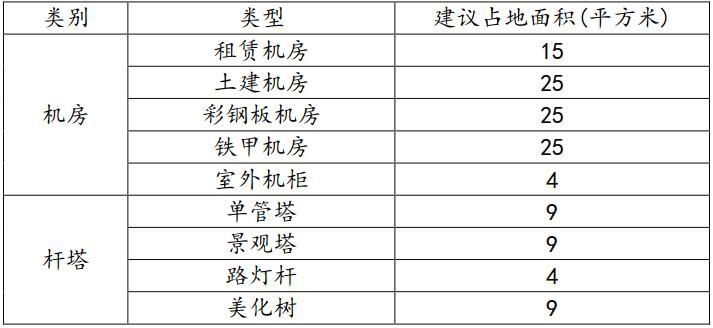 类别 类型 建议占地面积(平方米)
机房 租赁机房 15
土建机房 25
彩钢板机房 25
铁甲机房 25
室外机柜 4
杆塔 单管塔 9
景观塔 9
路灯杆 4
美化树 9